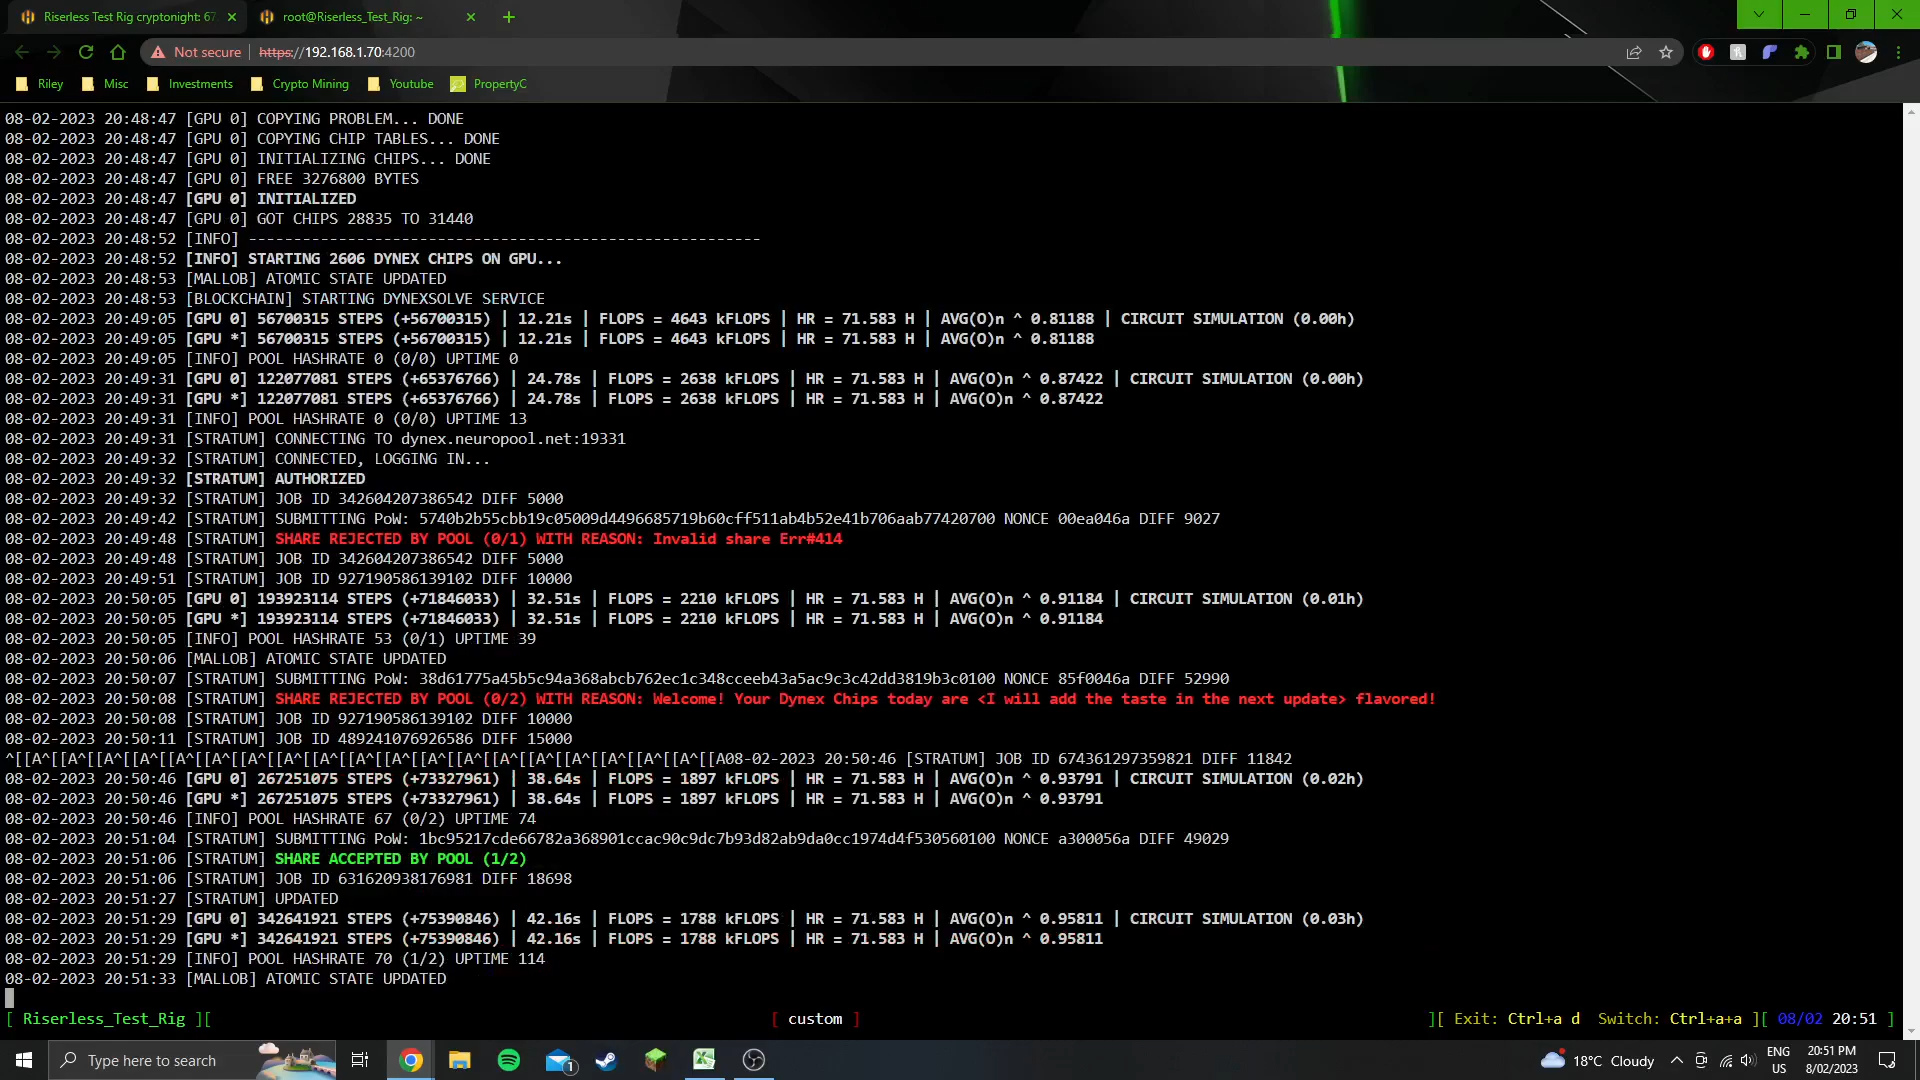 Riserless Test Rig cryptonight: 67
root@Riserless_Test_Rig: ~
Not secure | https://192.168.1.70:4200
Riley Misc Investments Crypto Mining Youtube PropertyC
08-02-2023 20:48:47 [GPU 0] COPYING PROBLEM... DONE
08-02-2023 20:48:47 [GPU 0] COPYING CHIP TABLES... DONE
08-02-2023 20:48:47 [GPU 0] INITIALIZING CHIPS... DONE
08-02-2023 20:48:47 [GPU 0] FREE 3276800 BYTES
08-02-2023 20:48:47 [GPU 0] INITIALIZED
08-02-2023 20:48:47 [GPU 0] GOT CHIPS 28835 TO 31440
08-02-2023 20:48:52 [INFO] ---------------------------------------------------------
08-02-2023 20:48:52 [INFO] STARTING 2606 DYNEX CHIPS ON GPU...
08-02-2023 20:48:53 [MALLOB] ATOMIC STATE UPDATED
08-02-2023 20:48:53 [BLOCKCHAIN] STARTING DYNEXSOLVE SERVICE
08-02-2023 20:49:05 [GPU 0] 56700315 STEPS (+56700315) | 12.21s | FLOPS = 4643 kFLOPS | HR = 71.583 H | AVG(O)n ^ 0.81188 | CIRCUIT SIMULATION (0.00h)
08-02-2023 20:49:05 [GPU *] 56700315 STEPS (+56700315) | 12.21s | FLOPS = 4643 kFLOPS | HR = 71.583 H | AVG(O)n ^ 0.81188
08-02-2023 20:49:05 [INFO] POOL HASHRATE 0 (0/0) UPTIME 0
08-02-2023 20:49:31 [GPU 0] 122077081 STEPS (+65376766) | 24.78s | FLOPS = 2638 kFLOPS | HR = 71.583 H | AVG(O)n ^ 0.87422 | CIRCUIT SIMULATION (0.00h)
08-02-2023 20:49:31 [GPU *] 122077081 STEPS (+65376766) | 24.78s | FLOPS = 2638 kFLOPS | HR = 71.583 H | AVG(O)n ^ 0.87422
08-02-2023 20:49:31 [INFO] POOL HASHRATE 0 (0/0) UPTIME 13
08-02-2023 20:49:31 [STRATUM] CONNECTING TO dynex.neuropool.net:19331
08-02-2023 20:49:32 [STRATUM] CONNECTED, LOGGING IN...
08-02-2023 20:49:32 [STRATUM] AUTHORIZED
08-02-2023 20:49:32 [STRATUM] JOB ID 342604207386542 DIFF 5000
08-02-2023 20:49:42 [STRATUM] SUBMITTING PoW: 5740b2b55cbb19c05009d4496685719b60cff511ab4b52e41b706aab77420700 NONCE 00ea046a DIFF 9027
08-02-2023 20:49:48 [STRATUM] SHARE REJECTED BY POOL (0/1) WITH REASON: Invalid share Err#414
08-02-2023 20:49:48 [STRATUM] JOB ID 342604207386542 DIFF 5000
08-02-2023 20:49:51 [STRATUM] JOB ID 927190586139102 DIFF 10000
08-02-2023 20:50:05 [GPU 0] 193923114 STEPS (+71846033) | 32.51s | FLOPS = 2210 kFLOPS | HR = 71.583 H | AVG(O)n ^ 0.91184 | CIRCUIT SIMULATION (0.01h)
08-02-2023 20:50:05 [GPU *] 193923114 STEPS (+71846033) | 32.51s | FLOPS = 2210 kFLOPS | HR = 71.583 H | AVG(O)n ^ 0.91184
08-02-2023 20:50:05 [INFO] POOL HASHRATE 53 (0/1) UPTIME 39
08-02-2023 20:50:06 [MALLOB] ATOMIC STATE UPDATED
08-02-2023 20:50:07 [STRATUM] SUBMITTING PoW: 38d61775a45b5c94a368abcb762ec1c348cceeb43a5ac9c3c42dd3819b3c0100 NONCE 85f0046a DIFF 52990
08-02-2023 20:50:08 [STRATUM] SHARE REJECTED BY POOL (0/2) WITH REASON: Welcome! Your Dynex Chips today are <I will add the taste in the next update> flavored!
08-02-2023 20:50:08 [STRATUM] JOB ID 927190586139102 DIFF 10000
08-02-2023 20:50:11 [STRATUM] JOB ID 489241076926586 DIFF 15000
^[[A^[[A^[[A^[[A^[[A^[[A^[[A^[[A^[[A^[[A^[[A^[[A^[[A^[[A^[[A^[[A^[[A^[[A^[[A^[[A08-02-2023 20:50:46 [STRATUM] JOB ID 674361297359821 DIFF 11842
08-02-2023 20:50:46 [GPU 0] 267251075 STEPS (+73327961) | 38.64s | FLOPS = 1897 kFLOPS | HR = 71.583 H | AVG(O)n ^ 0.93791 | CIRCUIT SIMULATION (0.02h)
08-02-2023 20:50:46 [GPU *] 267251075 STEPS (+73327961) | 38.64s | FLOPS = 1897 kFLOPS | HR = 71.583 H | AVG(O)n ^ 0.93791
08-02-2023 20:50:46 [INFO] POOL HASHRATE 67 (0/2) UPTIME 74
08-02-2023 20:51:04 [STRATUM] SUBMITTING PoW: 1bc95217cde66782a368901ccac90c9dc7b93d82ab9da0cc1974d4f530560100 NONCE a300056a DIFF 49029
08-02-2023 20:51:06 [STRATUM] SHARE ACCEPTED BY POOL (1/2)
08-02-2023 20:51:06 [STRATUM] JOB ID 631620938176981 DIFF 18698
08-02-2023 20:51:27 [STRATUM] UPDATED
08-02-2023 20:51:29 [GPU 0] 342641921 STEPS (+75390846) | 42.16s | FLOPS = 1788 kFLOPS | HR = 71.583 H | AVG(O)n ^ 0.95811 | CIRCUIT SIMULATION (0.03h)
08-02-2023 20:51:29 [GPU *] 342641921 STEPS (+75390846) | 42.16s | FLOPS = 1788 kFLOPS | HR = 71.583 H | AVG(O)n ^ 0.95811
08-02-2023 20:51:29 [INFO] POOL HASHRATE 70 (1/2) UPTIME 114
08-02-2023 20:51:33 [MALLOB] ATOMIC STATE UPDATED
[ Riserless_Test_Rig ][ [ custom ] ][ Exit: Ctrl+a d Switch: Ctrl+a+a ][ 08/02 20:51 ]
Type here to search
1
18°C Cloudy
ENG
US
20:51 PM
8/02/2023